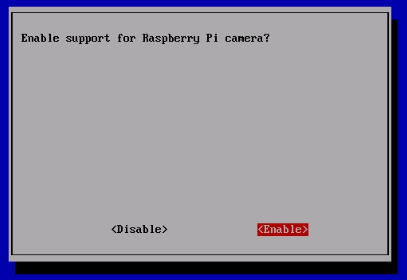 Enable support for Raspberry Pi camera?
<Disable> <Enable>